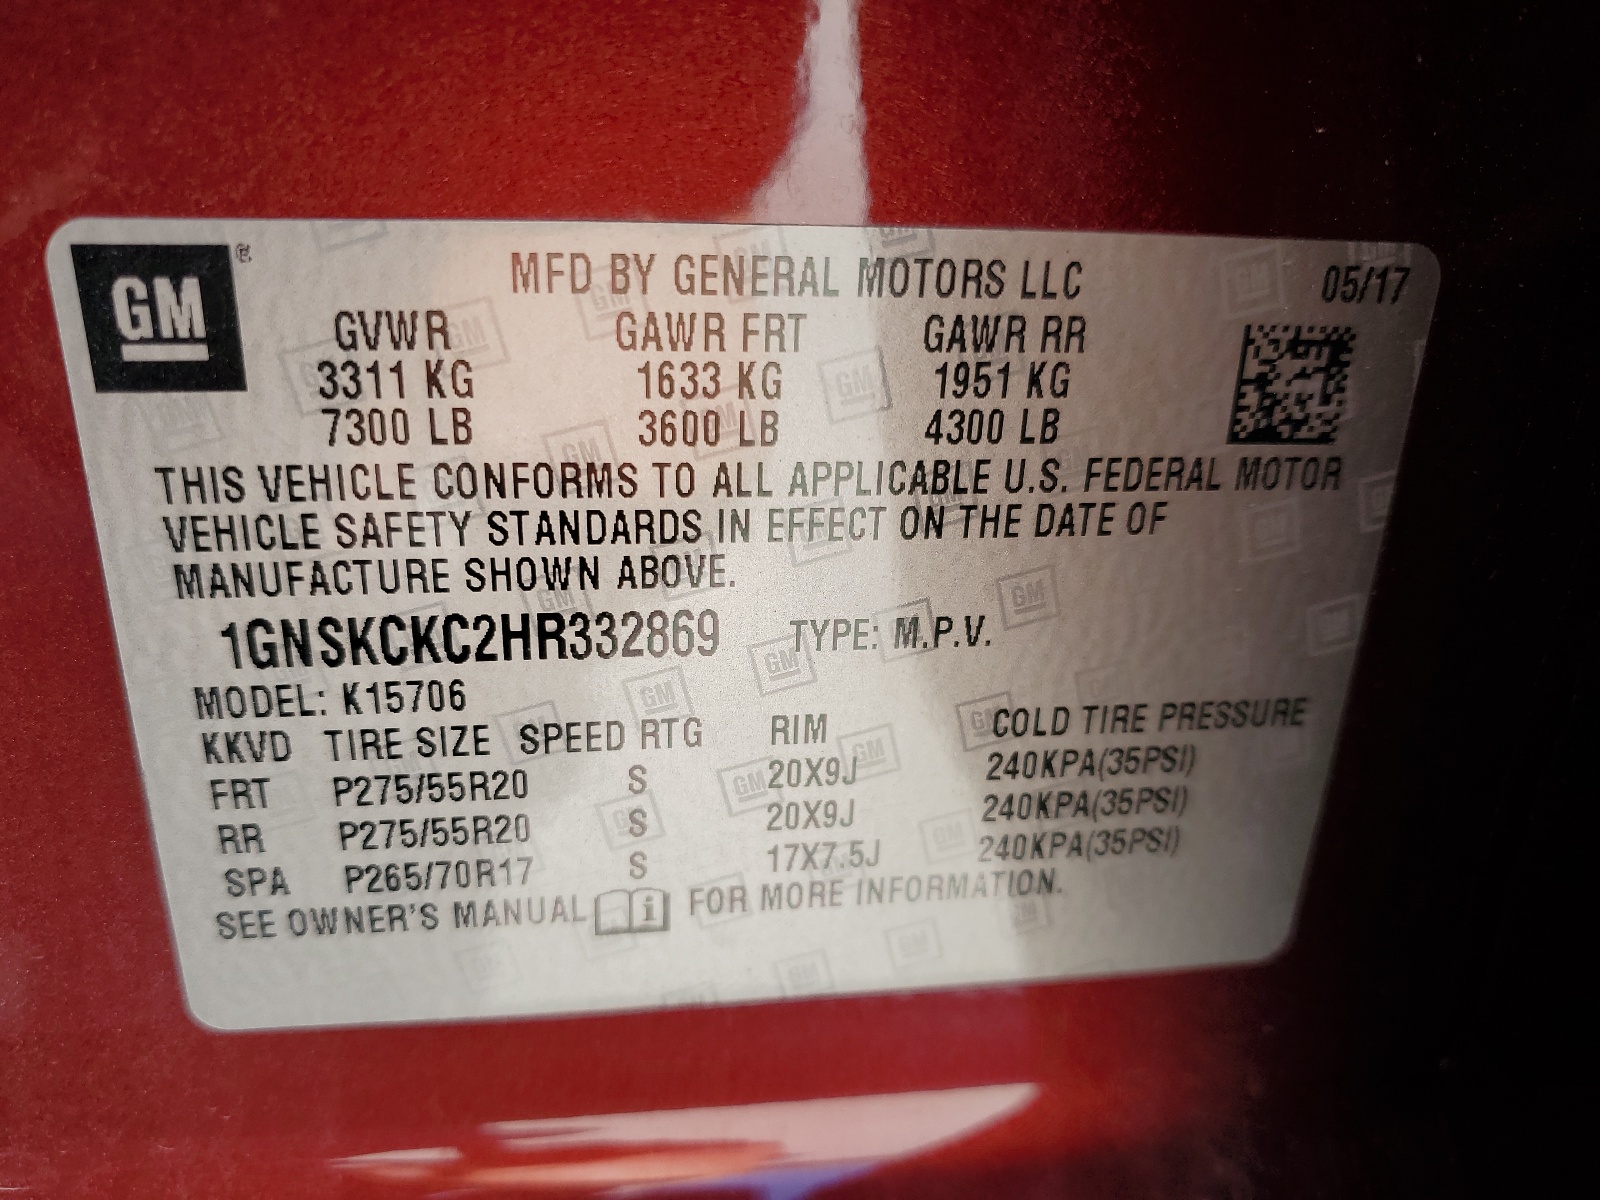 GM
MFD BY GENERAL MOTORS LLC 05/17
GVWR GAWR FRT GAWR RR
3311 KG 1633 KG 1951 KG
7300 LB 3600 LB 4300 LB
THIS VEHICLE CONFORMS TO ALL APPLICABLE U.S. FEDERAL MOTOR
VEHICLE SAFETY STANDARDS IN EFFECT ON THE DATE OF
MANUFACTURE SHOWN ABOVE.
1GNSKCKC2HR332869 TYPE: M.P.V.
MODEL: K15706
KKVD TIRE SIZE SPEED RTG RIM COLD TIRE PRESSURE
FRT P275/55R20 S 20X9J 240KPA(35PSI)
RR P275/55R20 S 20X9J 240KPA(35PSI)
SPA P265/70R17 S 17X7.5J 240KPA(35PSI)
SEE OWNER'S MANUAL i FOR MORE INFORMATION.